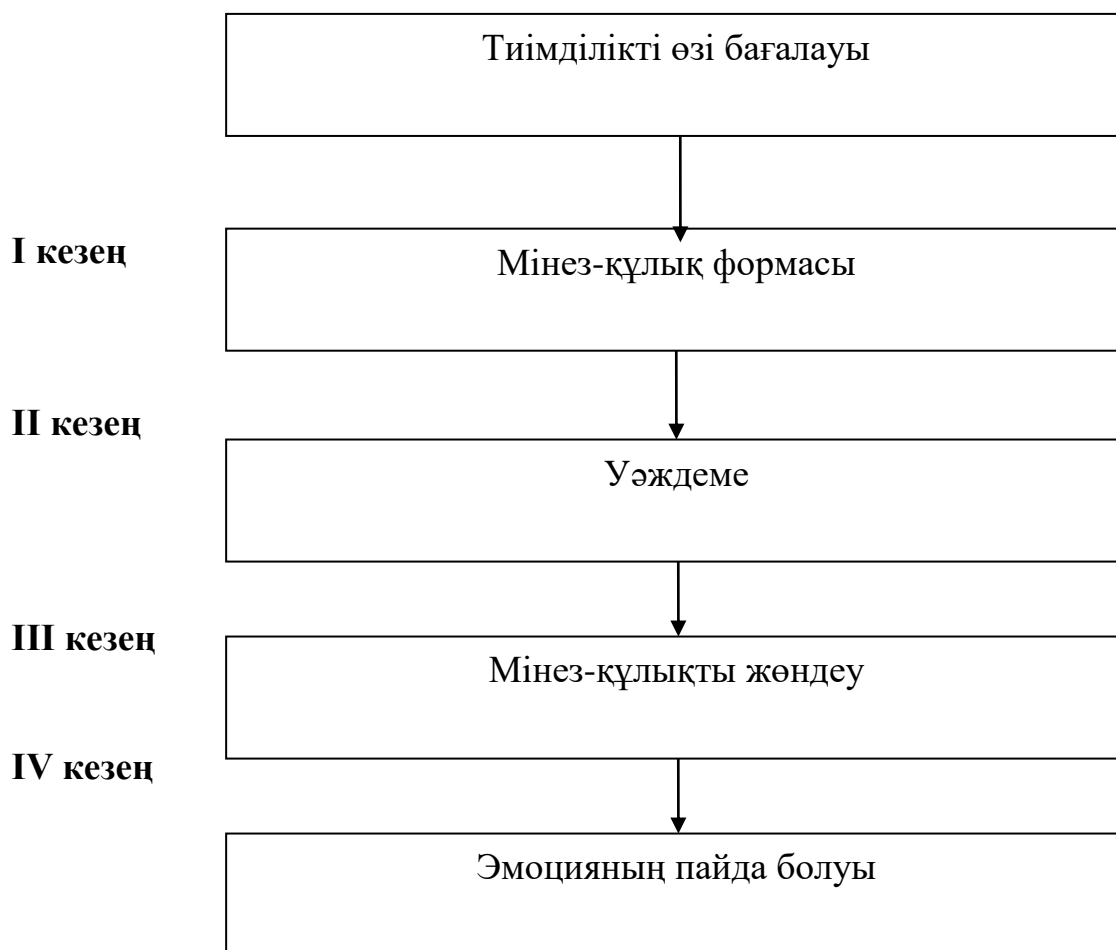 Тиімділікті өзі бағалауы
I кезең
Мінез-құлық формасы
II кезең
Уәждеме
III кезең
Мінез-құлықты жөндеу
IV кезең
Эмоцияның пайда болуы